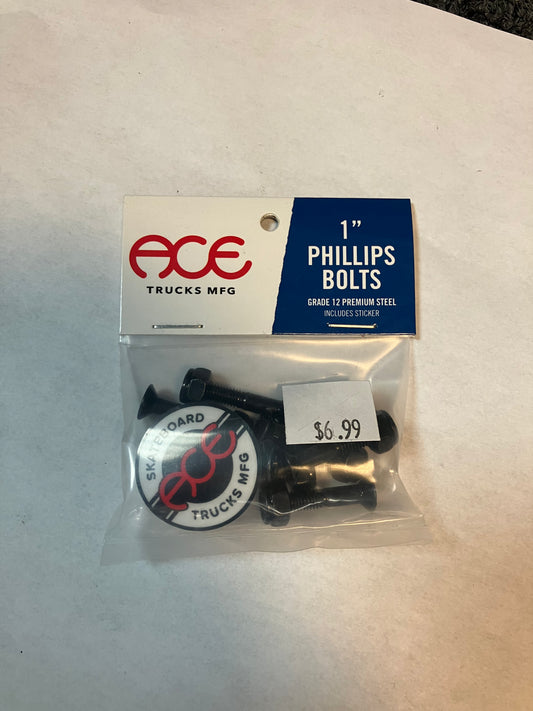 ACE
TRUCKS MFG
1”
PHILLIPS
BOLTS
GRADE 12 PREMIUM STEEL
INCLUDES STICKER
$6.99
SKATEBOARD
ACE
TRUCKS MFG